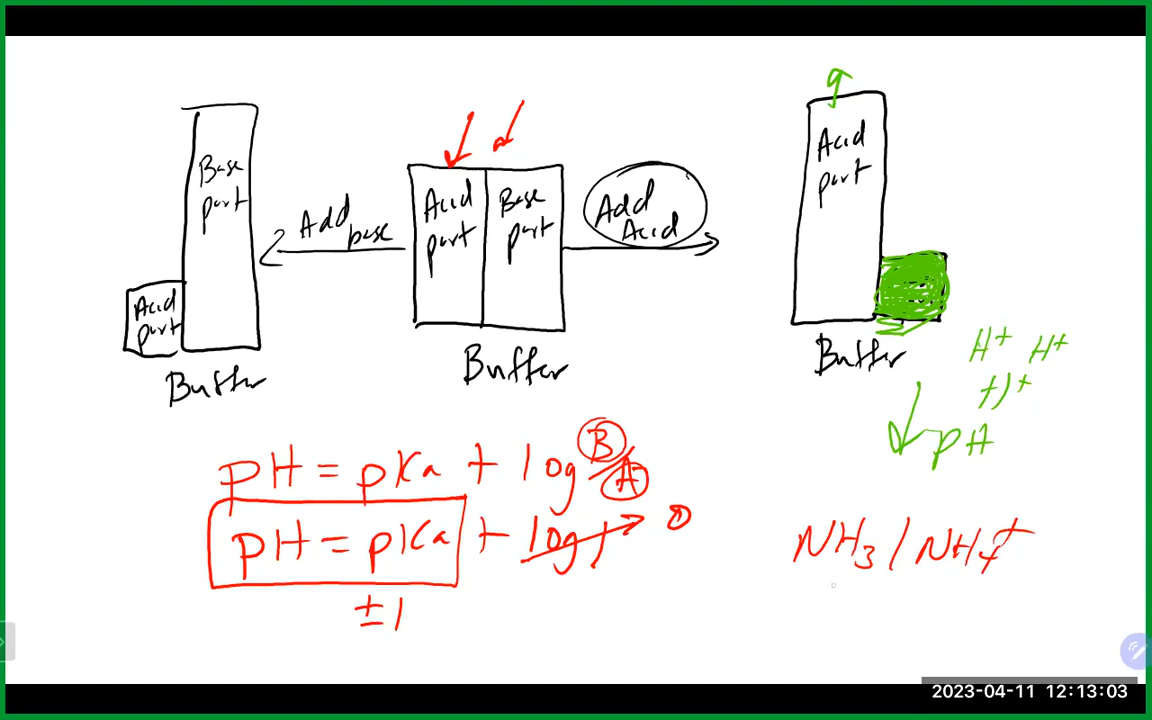 Base part
Acid part
Buffer
Add base
Acid part
Base part
Buffer
Add Acid
Acid part
Buffer
H+ H+
H+
pH
pH = pKa + log B/A
pH = pKa + log 1 0
± 1
NH3 / NH4+
2023-04-11 12:13:03